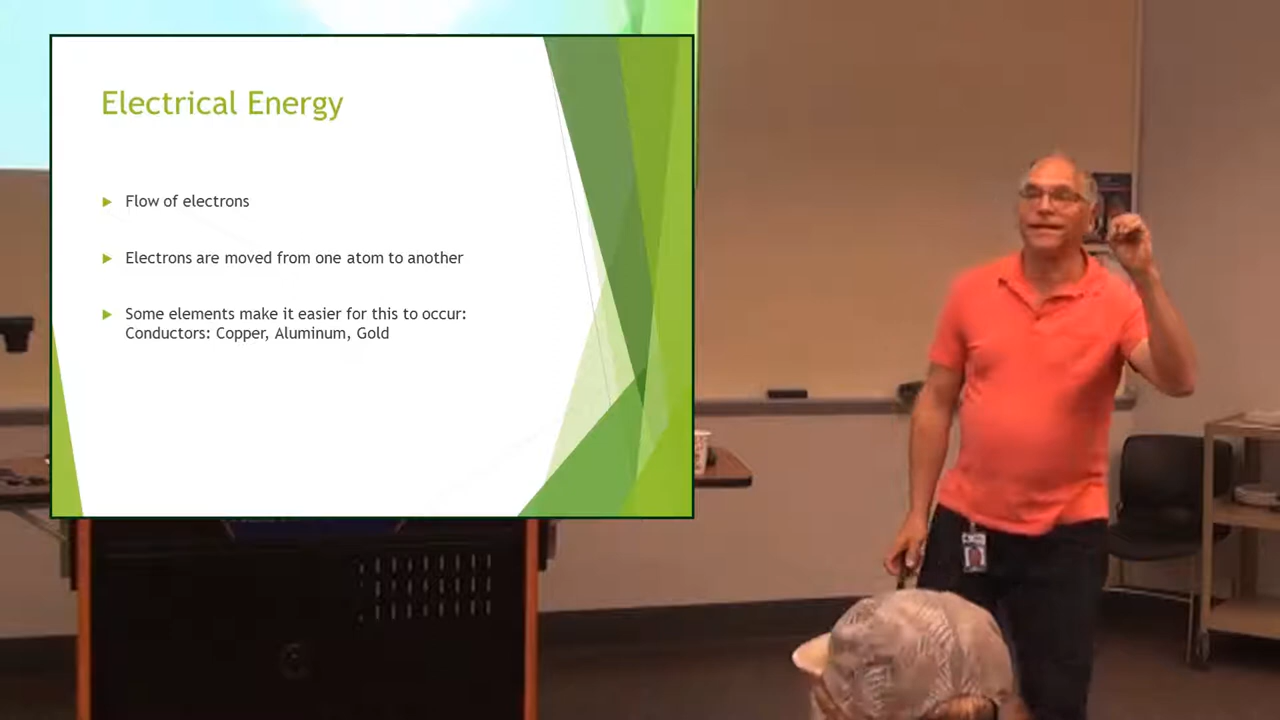 Electrical Energy
Flow of electrons
Electrons are moved from one atom to another
Some elements make it easier for this to occur:
Conductors: Copper, Aluminum, Gold